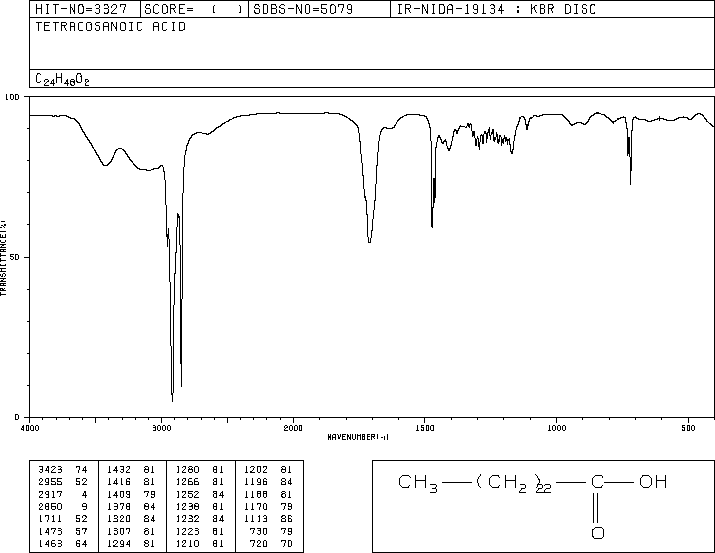 HIT-NO=3327 SCORE= ( ) SDBS-NO=5079 IR-NIDA-19134 : KBR DISC
TETRACOSANOIC ACID
C24H48O2
100
50
0
TRANSMITTANCE(%)
4000 3000 2000 1500 1000 500
WAVENUMBER(-1)
3423 74 1432 81 1280 81 1202 81
2955 52 1416 81 1266 81 1196 84
2917 4 1409 79 1252 84 1188 81
2850 9 1378 84 1238 81 1170 79
1711 52 1320 84 1232 84 1113 86
1473 57 1307 81 1223 81 730 79
1463 64 1294 81 1210 81 720 70
CH3 (CH2)22 C OH
O